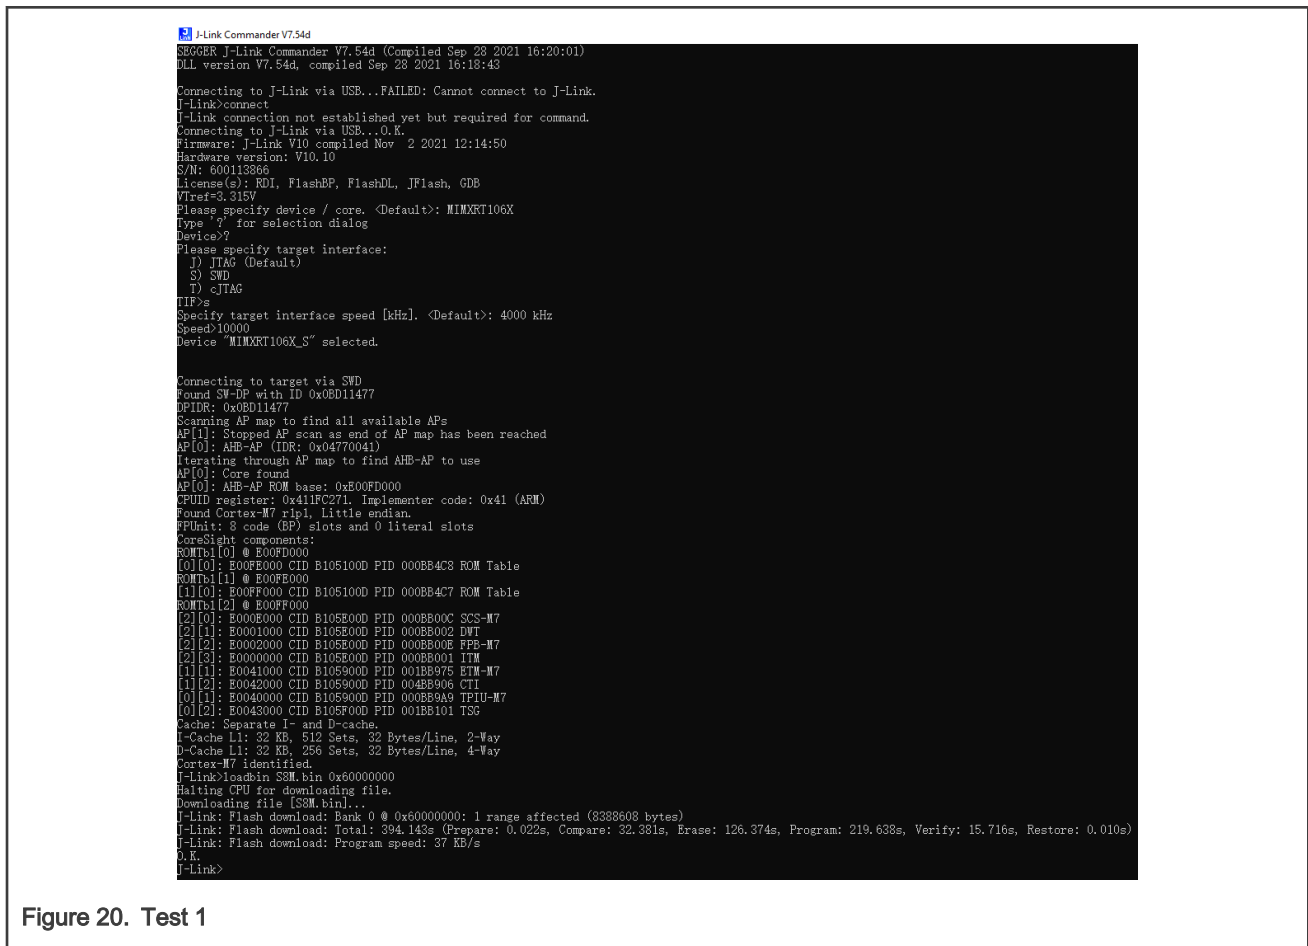 J-Link Commander V7.54d
SEGGER J-Link Commander V7.54d (Compiled Sep 28 2021 16:20:01)
DLL version V7.54d, compiled Sep 28 2021 16:18:43
Connecting to J-Link via USB...FAILED: Cannot connect to J-Link.
J-Link>connect
J-Link connection not established yet but required for command.
Connecting to J-Link via USB...O.K.
Firmware: J-Link V10 compiled Nov  2 2021 12:14:50
Hardware version: V10.10
S/N: 600113866
License(s): RDI, FlashBP, FlashDL, JFlash, GDB
VTref=3.315V
Please specify device / core. <Default>: MIMXRT106X
Type '?' for selection dialog
Device>?
Please specify target interface:
  J) JTAG (Default)
  S) SWD
  T) cJTAG
TIF>s
Specify target interface speed [kHz]. <Default>: 4000 kHz
Speed>10000
Device "MIMXRT106X_S" selected.
Connecting to target via SWD
Found SW-DP with ID 0x0BD11477
DPIDR: 0x0BD11477
Scanning AP map to find all available APs
AP[1]: Stopped AP scan as end of AP map has been reached
AP[0]: AHB-AP (IDR: 0x04770041)
Iterating through AP map to find AHB-AP to use
AP[0]: Core found
AP[0]: AHB-AP ROM base: 0xE00FD000
CPUID register: 0x411FC271. Implementer code: 0x41 (ARM)
Found Cortex-M7 r1p1, Little endian.
FPUnit: 8 code (BP) slots and 0 literal slots
CoreSight components:
ROMTbl[0] @ E00FD000
[0][0]: E00FE000 CID B105100D PID 000BB4C8 ROM Table
ROMTbl[1] @ E00FE000
[1][0]: E00FF000 CID B105100D PID 000BB4C7 ROM Table
ROMTbl[2] @ E00FF000
[2][0]: E000E000 CID B105E00D PID 000BB00C SCS-M7
[2][1]: E0001000 CID B105E00D PID 000BB002 DWT
[2][2]: E0002000 CID B105E00D PID 000BB00E FPB-M7
[2][3]: E0000000 CID B105E00D PID 000BB001 ITM
[1][1]: E0041000 CID B105900D PID 001BB975 ETM-M7
[1][2]: E0042000 CID B105900D PID 004BB906 CTI
[0][1]: E0040000 CID B105900D PID 000BB9A9 TPIU-M7
[0][2]: E0043000 CID B105F00D PID 001BB101 TSG
Cache: Separate I- and D-cache.
I-Cache L1: 32 KB, 512 Sets, 32 Bytes/Line, 2-Way
D-Cache L1: 32 KB, 256 Sets, 32 Bytes/Line, 4-Way
Cortex-M7 identified.
J-Link>loadbin S8M.bin 0x60000000
Halting CPU for downloading file.
Downloading file [S8M.bin]...
J-Link: Flash download: Bank 0 @ 0x60000000: 1 range affected (8388608 bytes)
J-Link: Flash download: Total: 394.143s (Prepare: 0.022s, Compare: 32.381s, Erase: 126.374s, Program: 219.638s, Verify: 15.716s, Restore: 0.010s)
J-Link: Flash download: Program speed: 37 KB/s
O.K.
J-Link>
Figure 20. Test 1